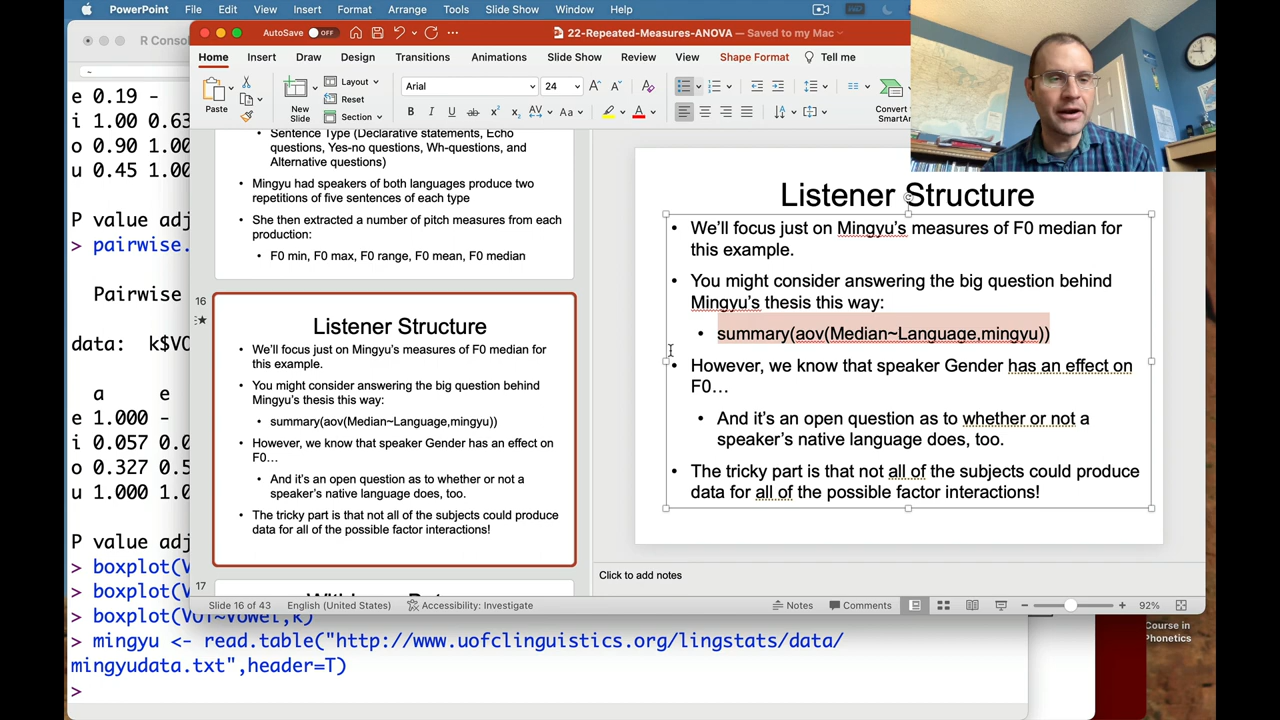 PowerPoint File Edit View Insert Format Arrange Tools Slide Show Window Help
R Conso
AutoSave OFF
22-Repeated-Measures-ANOVA — Saved to my Mac
Home Insert Draw Design Transitions Animations Slide Show Review View Shape Format Tell me
Paste
New
Slide
Layout
Reset
Section
Arial 24
Convert
SmartAr
~
e 0.19 -
i 1.00 0.63
o 0.90 1.00
u 0.45 1.00
P value adj
> pairwise.
Pairwise
data: k$VO
a e
e 1.000 -
i 0.057 0.0
o 0.327 0.5
u 1.000 1.0
P value adj
> boxplot(V
> boxplot(V
> boxplot(VOT~Vowel,k)
> mingyu <- read.table("http://www.uofclinguistics.org/lingstats/data/
mingyudata.txt",header=T)
>
Sentence Type (Declarative statements, Echo
questions, Yes-no questions, Wh-questions, and
Alternative questions)
• Mingyu had speakers of both languages produce two
repetitions of five sentences of each type
• She then extracted a number of pitch measures from each
production:
• F0 min, F0 max, F0 range, F0 mean, F0 median
16
Listener Structure
• We'll focus just on Mingyu's measures of F0 median for
this example.
• You might consider answering the big question behind
Mingyu's thesis this way:
• summary(aov(Median~Language,mingyu))
• However, we know that speaker Gender has an effect on
F0…
• And it's an open question as to whether or not a
speaker's native language does, too.
• The tricky part is that not all of the subjects could produce
data for all of the possible factor interactions!
17
Listener Structure
• We'll focus just on Mingyu's measures of F0 median for
this example.
• You might consider answering the big question behind
Mingyu's thesis this way:
• summary(aov(Median~Language,mingyu))
• However, we know that speaker Gender has an effect on
F0…
• And it's an open question as to whether or not a
speaker's native language does, too.
• The tricky part is that not all of the subjects could produce
data for all of the possible factor interactions!
Click to add notes
Slide 16 of 43 English (United States) Accessibility: Investigate Notes Comments 92%
Course in
Phonetics